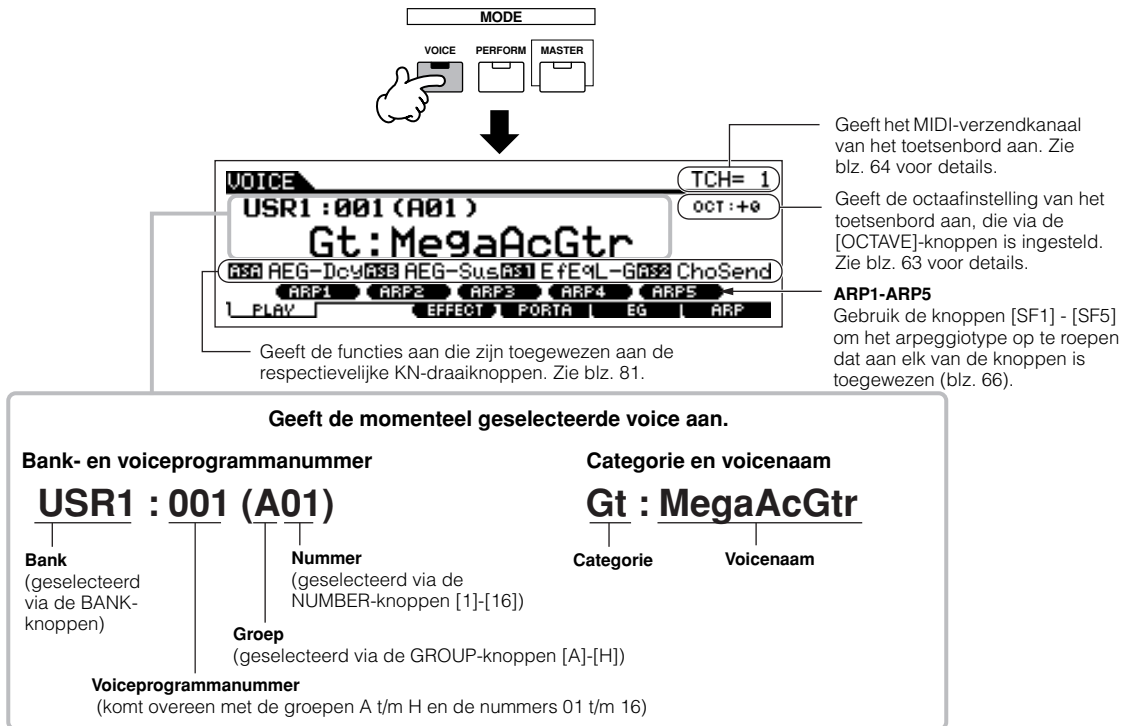 MODE
VOICE PERFORM MASTER
VOICE
TCH= 1
USR1:001(A01)
OCT:+0
Gt:MegaAcGtr
ASA AEG-Dcy ASB AEG-Sus AS1 EfEqL-G AS2 ChoSend
ARP1 ARP2 ARP3 ARP4 ARP5
PLAY EFFECT PORTA EG ARP
Geeft het MIDI-verzendkanaal
van het toetsenbord aan. Zie
blz. 64 voor details.
Geeft de octaafinstelling van het
toetsenbord aan, die via de
[OCTAVE]-knoppen is ingesteld.
Zie blz. 63 voor details.
ARP1-ARP5
Gebruik de knoppen [SF1] - [SF5]
om het arpeggiotype op te roepen
dat aan elk van de knoppen is
toegewezen (blz. 66).
Geeft de functies aan die zijn toegewezen aan de
respectievelijke KN-draaiknoppen. Zie blz. 81.
Geeft de momenteel geselecteerde voice aan.
Bank- en voiceprogrammanummer
USR1 : 001 (A01)
Bank
(geselecteerd
via de BANK-
knoppen)
Nummer
(geselecteerd via de
NUMBER-knoppen [1]-[16])
Groep
(geselecteerd via de GROUP-knoppen [A]-[H])
Voiceprogrammanummer
(komt overeen met de groepen A t/m H en de nummers 01 t/m 16)
Categorie en voicenaam
Gt : MegaAcGtr
Categorie
Voicenaam